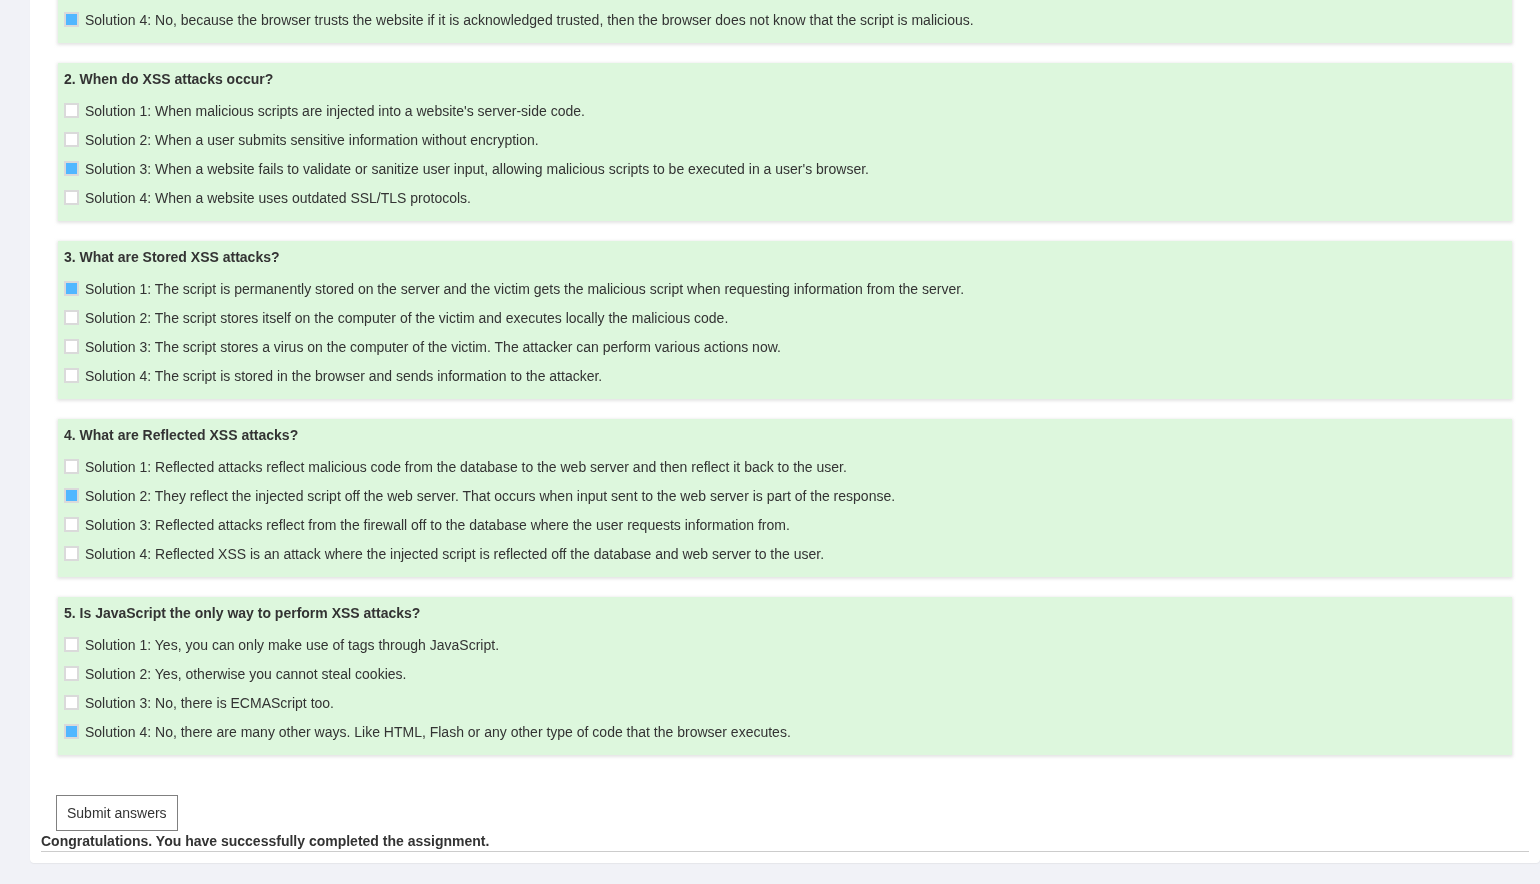 Solution 4: No, because the browser trusts the website if it is acknowledged trusted, then the browser does not know that the script is malicious.
2. When do XSS attacks occur?
Solution 1: When malicious scripts are injected into a website's server-side code.
Solution 2: When a user submits sensitive information without encryption.
Solution 3: When a website fails to validate or sanitize user input, allowing malicious scripts to be executed in a user's browser.
Solution 4: When a website uses outdated SSL/TLS protocols.
3. What are Stored XSS attacks?
Solution 1: The script is permanently stored on the server and the victim gets the malicious script when requesting information from the server.
Solution 2: The script stores itself on the computer of the victim and executes locally the malicious code.
Solution 3: The script stores a virus on the computer of the victim. The attacker can perform various actions now.
Solution 4: The script is stored in the browser and sends information to the attacker.
4. What are Reflected XSS attacks?
Solution 1: Reflected attacks reflect malicious code from the database to the web server and then reflect it back to the user.
Solution 2: They reflect the injected script off the web server. That occurs when input sent to the web server is part of the response.
Solution 3: Reflected attacks reflect from the firewall off to the database where the user requests information from.
Solution 4: Reflected XSS is an attack where the injected script is reflected off the database and web server to the user.
5. Is JavaScript the only way to perform XSS attacks?
Solution 1: Yes, you can only make use of tags through JavaScript.
Solution 2: Yes, otherwise you cannot steal cookies.
Solution 3: No, there is ECMAScript too.
Solution 4: No, there are many other ways. Like HTML, Flash or any other type of code that the browser executes.
Submit answers
Congratulations. You have successfully completed the assignment.